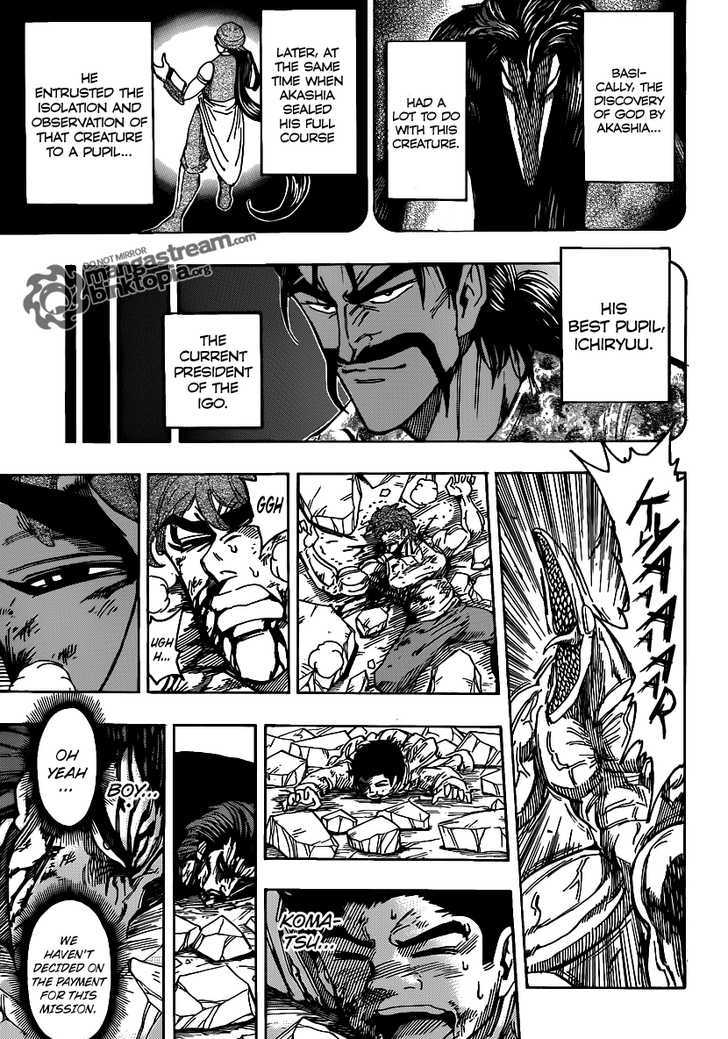 BASI-
CALLY, THE
DISCOVERY
OF GOD BY
AKASHIA...
HAD A
LOT TO DO
WITH THIS
CREATURE.
LATER, AT
THE SAME
TIME WHEN
AKASHIA
SEALED
HIS FULL
COURSE
HE
ENTRUSTED THE
ISOLATION AND
OBSERVATION OF
THAT CREATURE
TO A PUPIL...
DO NOT MIRROR
mangastream.com
binktopia.org
HIS
BEST PUPIL,
ICHIRYUU.
THE
CURRENT
PRESIDENT
OF THE
IGO.
KYAAAAAAAR
GGH
UGH
H...
KOMA-
TSU...
BOY...
OH
YEAH
...
WE
HAVEN'T
DECIDED ON
THE PAYMENT
FOR THIS
MISSION.